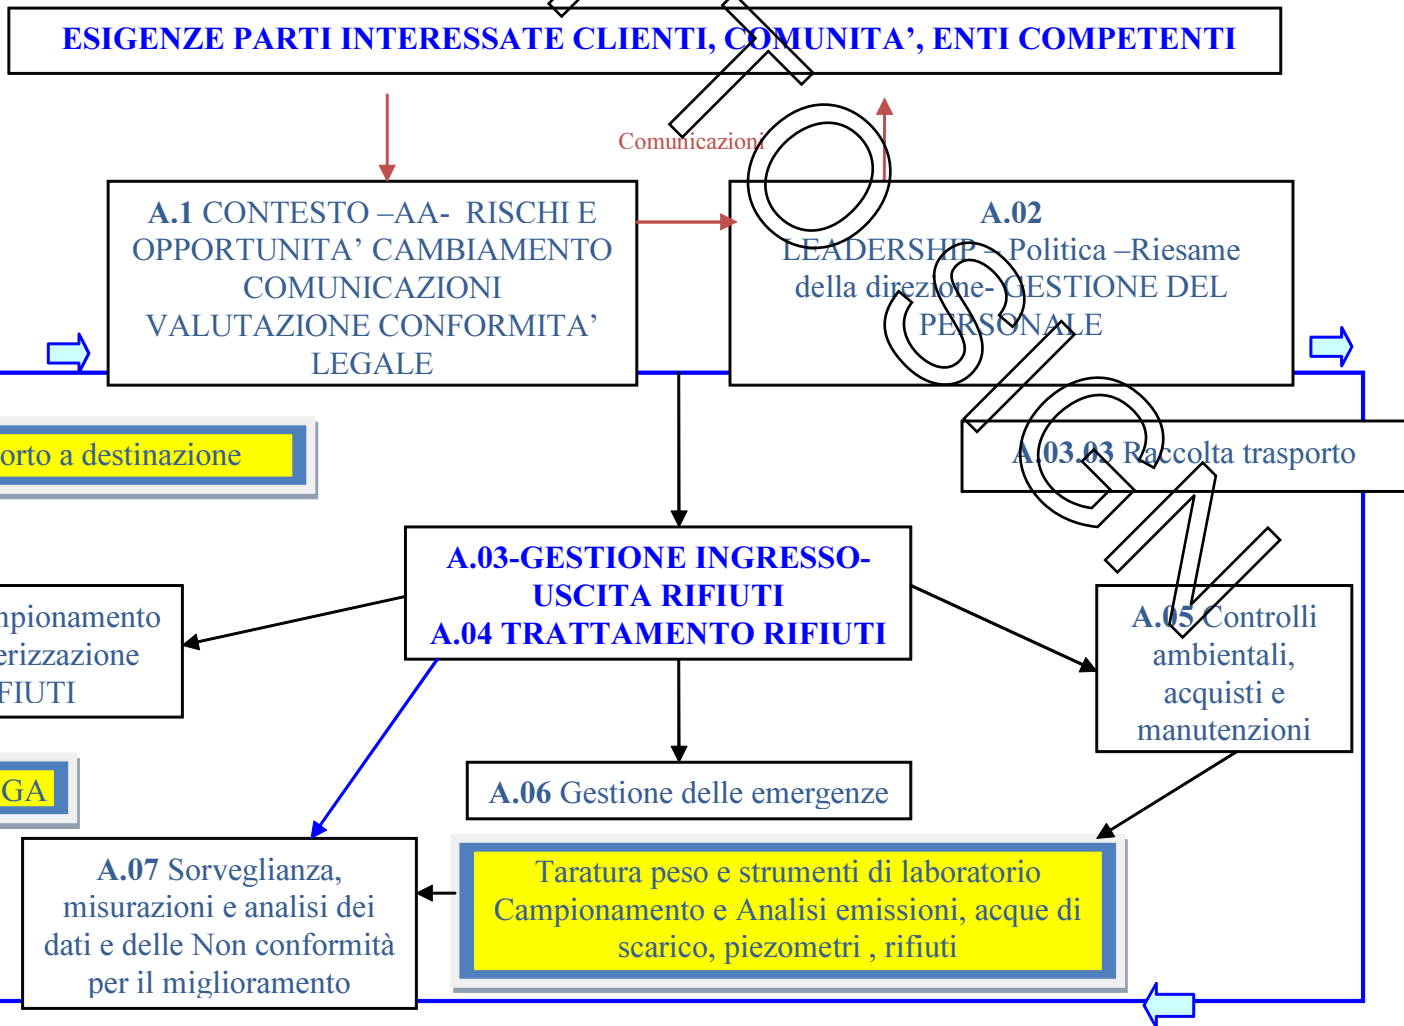 ESIGENZE PARTI INTERESSATE CLIENTI, COMUNITA’, ENTI COMPETENTI
Comunicazioni
A.1 CONTESTO –AA- RISCHI E
OPPORTUNITA’ CAMBIAMENTO
COMUNICAZIONI
VALUTAZIONE CONFORMITA’
LEGALE
A.02
LEADERSHIP – Politica –Riesame
della direzione- GESTIONE DEL
PERSONALE
orto a destinazione
A.03.03 Raccolta trasporto
A.03-GESTIONE INGRESSO-
USCITA RIFIUTI
A.04 TRATTAMENTO RIFIUTI
mpionamento
erizzazione
FIUTI
A.05 Controlli
ambientali,
acquisti e
manutenzioni
A.06 Gestione delle emergenze
GA
A.07 Sorveglianza,
misurazioni e analisi dei
dati e delle Non conformità
per il miglioramento
Taratura peso e strumenti di laboratorio
Campionamento e Analisi emissioni, acque di
scarico, piezometri , rifiuti
TO SIGN